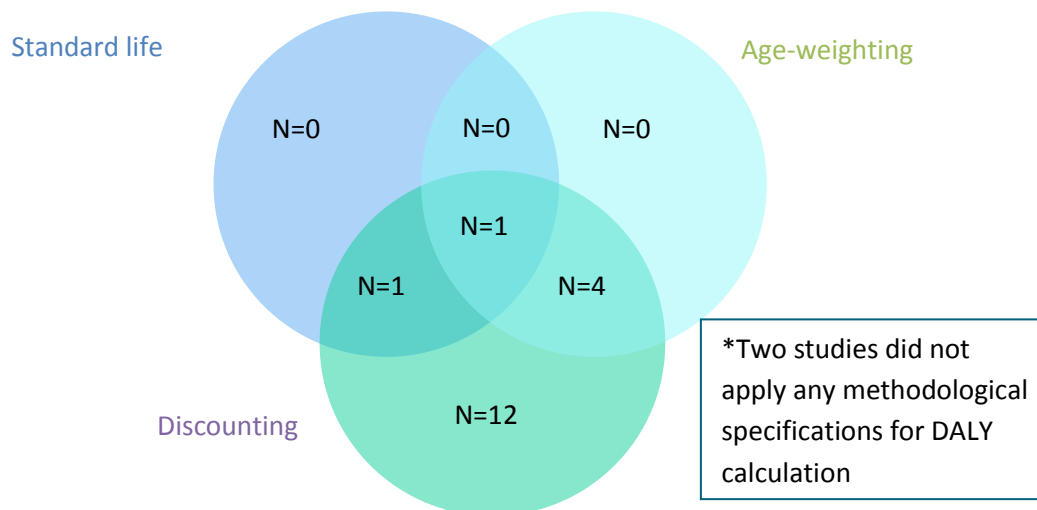 Standard life
Age-weighting
N=0
N=0
N=0
N=1
N=1
N=4
*Two studies did not
apply any methodological
specifications for DALY
calculation
Discounting
N=12